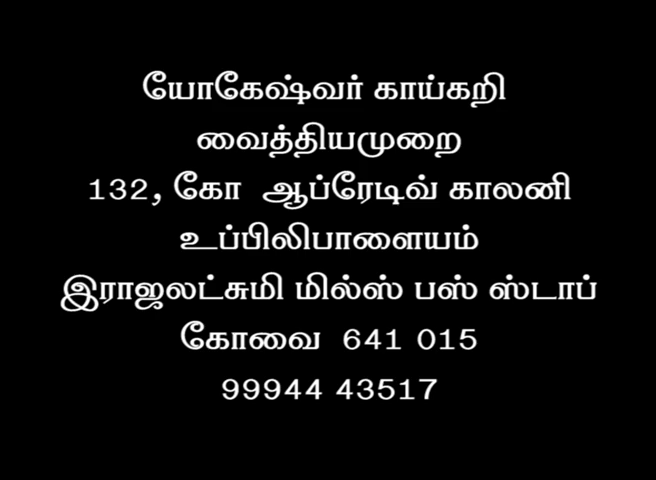 யோகேஷ்வர் காய்கறி
வைத்தியமுறை
132, கோ ஆப்ரேடிவ் காலனி
உப்பிலிபாளையம்
இராஜலட்சுமி மில்ஸ் பஸ் ஸ்டாப்
கோவை 641 015
99944 43517